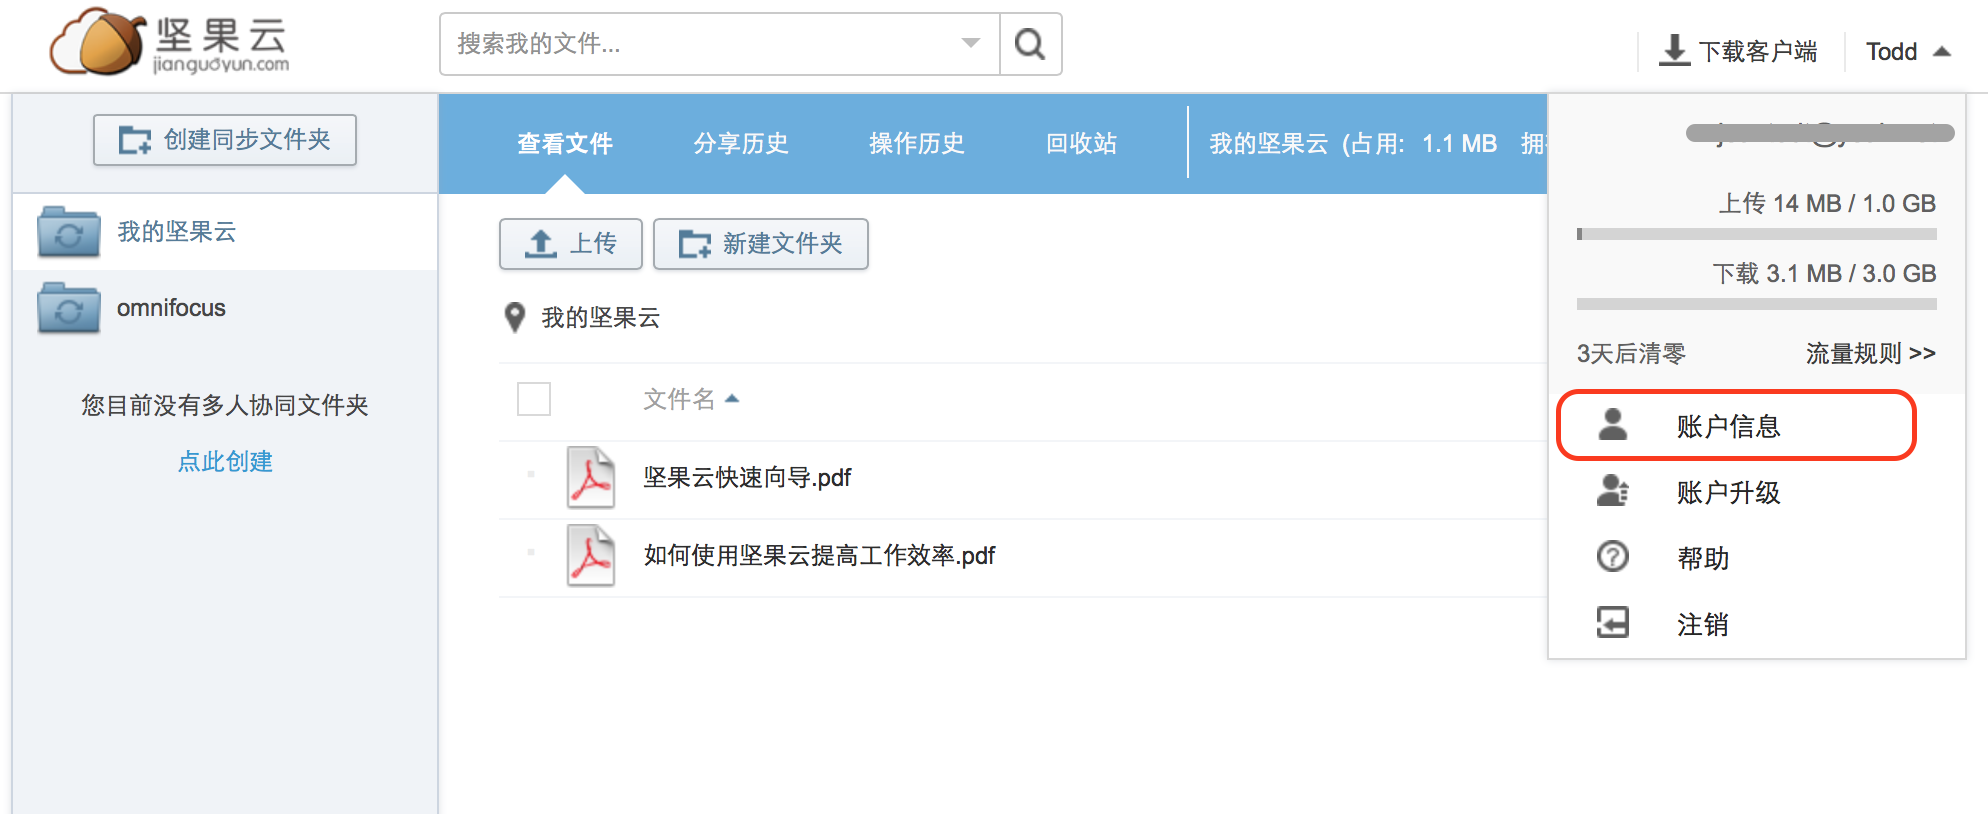 坚果云
jianguoyun.com
搜索我的文件...
下载客户端
Todd
创建同步文件夹
查看文件
分享历史
操作历史
回收站
我的坚果云 (占用: 1.1 MB
上传 14 MB / 1.0 GB
下载 3.1 MB / 3.0 GB
3天后清零
流量规则 >>
账户信息
账户升级
帮助
注销
我的坚果云
omnifocus
您目前没有多人协同文件夹
点此创建
上传
新建文件夹
我的坚果云
文件名
坚果云快速向导.pdf
如何使用坚果云提高工作效率.pdf